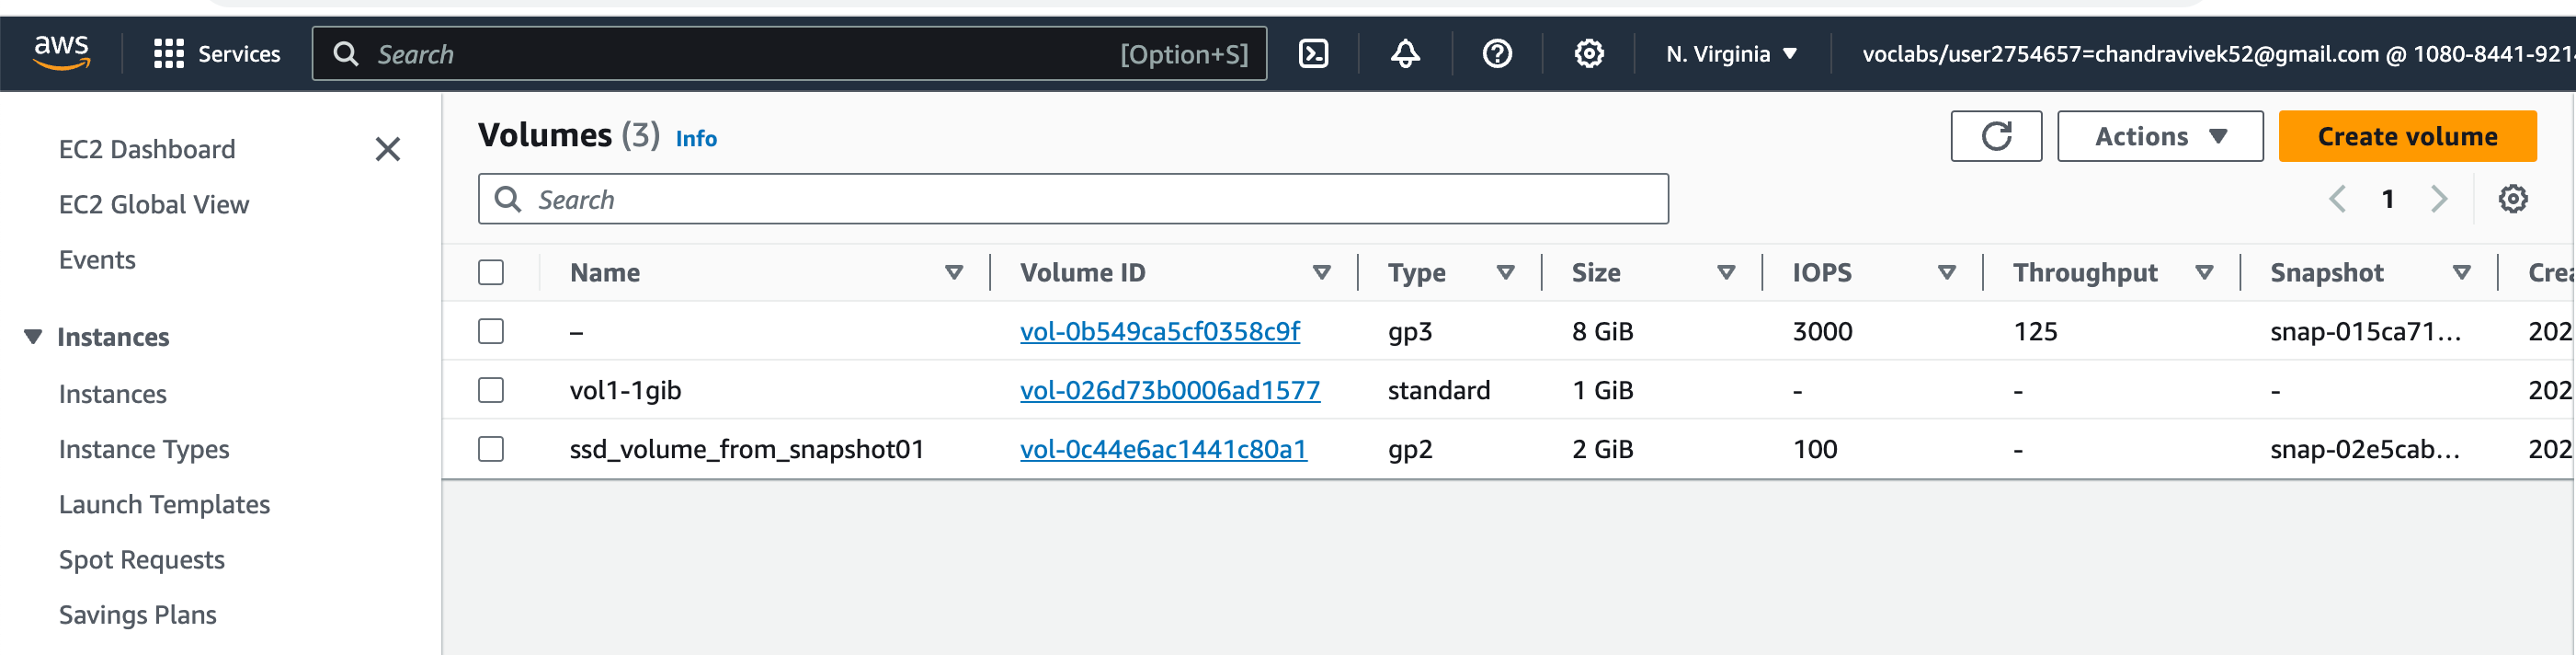 aws
Services
Search [Option+S]
N. Virginia
voclabs/user2754657=chandravivek52@gmail.com @ 1080-8441-921
EC2 Dashboard
EC2 Global View
Events
Instances
Instances
Instance Types
Launch Templates
Spot Requests
Savings Plans
Volumes (3) Info
Actions
Create volume
Search
1
Name Volume ID Type Size IOPS Throughput Snapshot Crea
– vol-0b549ca5cf0358c9f gp3 8 GiB 3000 125 snap-015ca71... 202
vol1-1gib vol-026d73b0006ad1577 standard 1 GiB - - - 202
ssd_volume_from_snapshot01 vol-0c44e6ac1441c80a1 gp2 2 GiB 100 - snap-02e5cab... 202